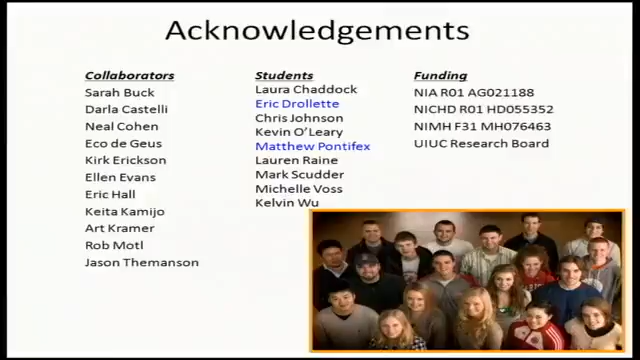 Acknowledgements
Collaborators
Sarah Buck
Darla Castelli
Neal Cohen
Eco de Geus
Kirk Erickson
Ellen Evans
Eric Hall
Keita Kamijo
Art Kramer
Rob Motl
Jason Themanson
Students
Laura Chaddock
Eric Drollette
Chris Johnson
Kevin O'Leary
Matthew Pontifex
Lauren Raine
Mark Scudder
Michelle Voss
Kelvin Wu
Funding
NIA R01 AG021188
NICHD R01 HD055352
NIMH F31 MH076463
UIUC Research Board